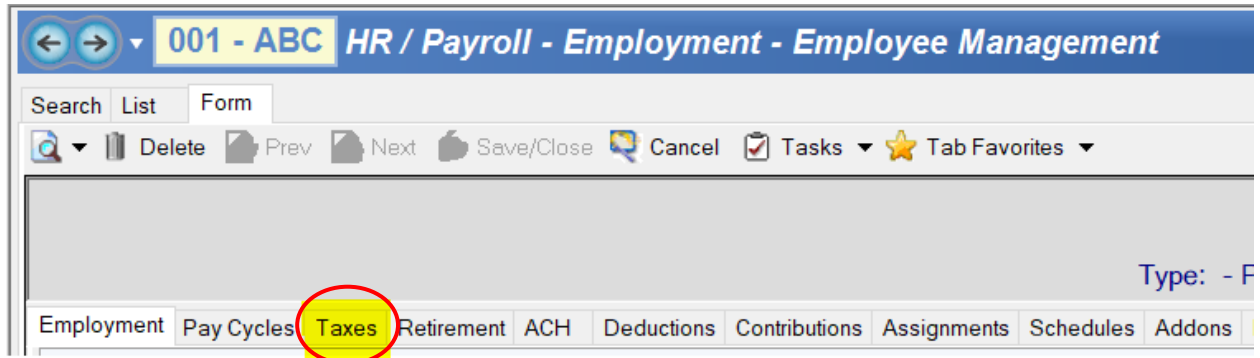 001 - ABC HR / Payroll - Employment - Employee Management
Search List Form
Delete Prev Next Save/Close Cancel Tasks Tab Favorites
Type: - P
Employment Pay Cycles Taxes Retirement ACH Deductions Contributions Assignments Schedules Addons